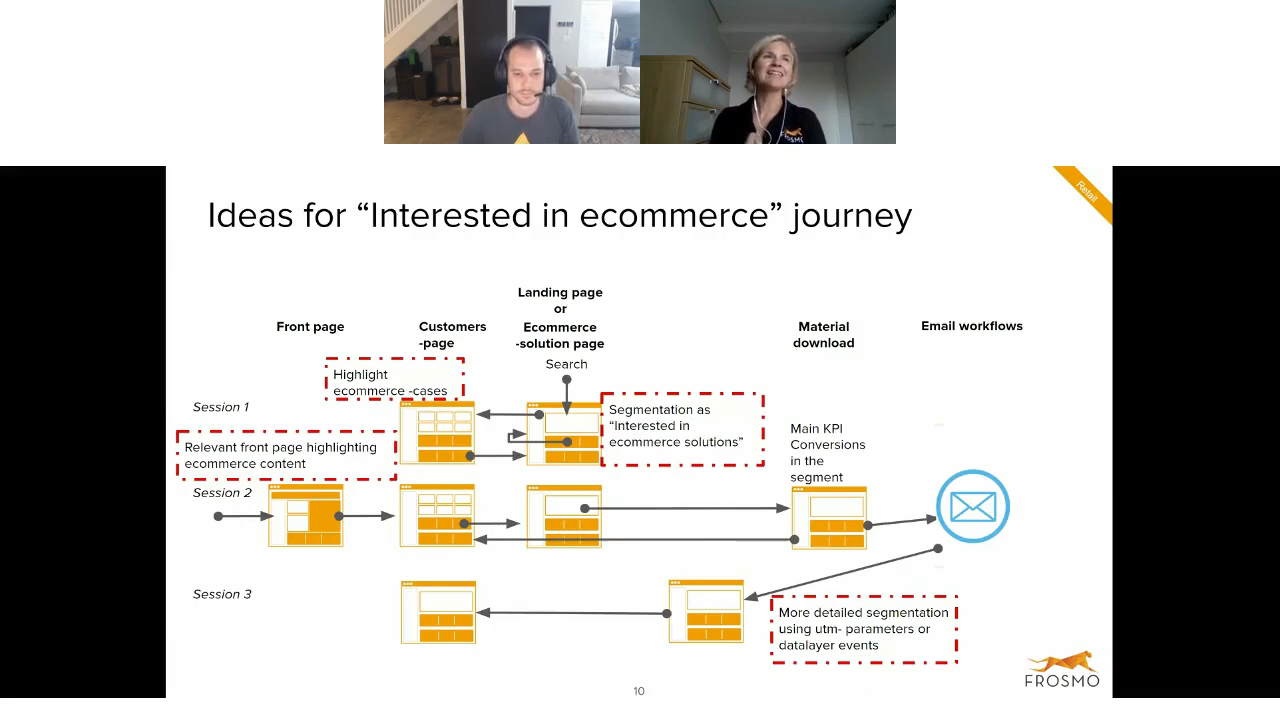 FROSMO
Retail
Ideas for “Interested in ecommerce” journey
Landing page
or
Front page
Customers
-page
Ecommerce
-solution page
Material
download
Email workflows
Search
Highlight
ecommerce -cases
Session 1
Segmentation as
“Interested in
ecommerce solutions”
Relevant front page highlighting
ecommerce content
Main KPI
Conversions
in the
segment
Session 2
Session 3
More detailed segmentation
using utm- parameters or
datalayer events
FROSMO
10